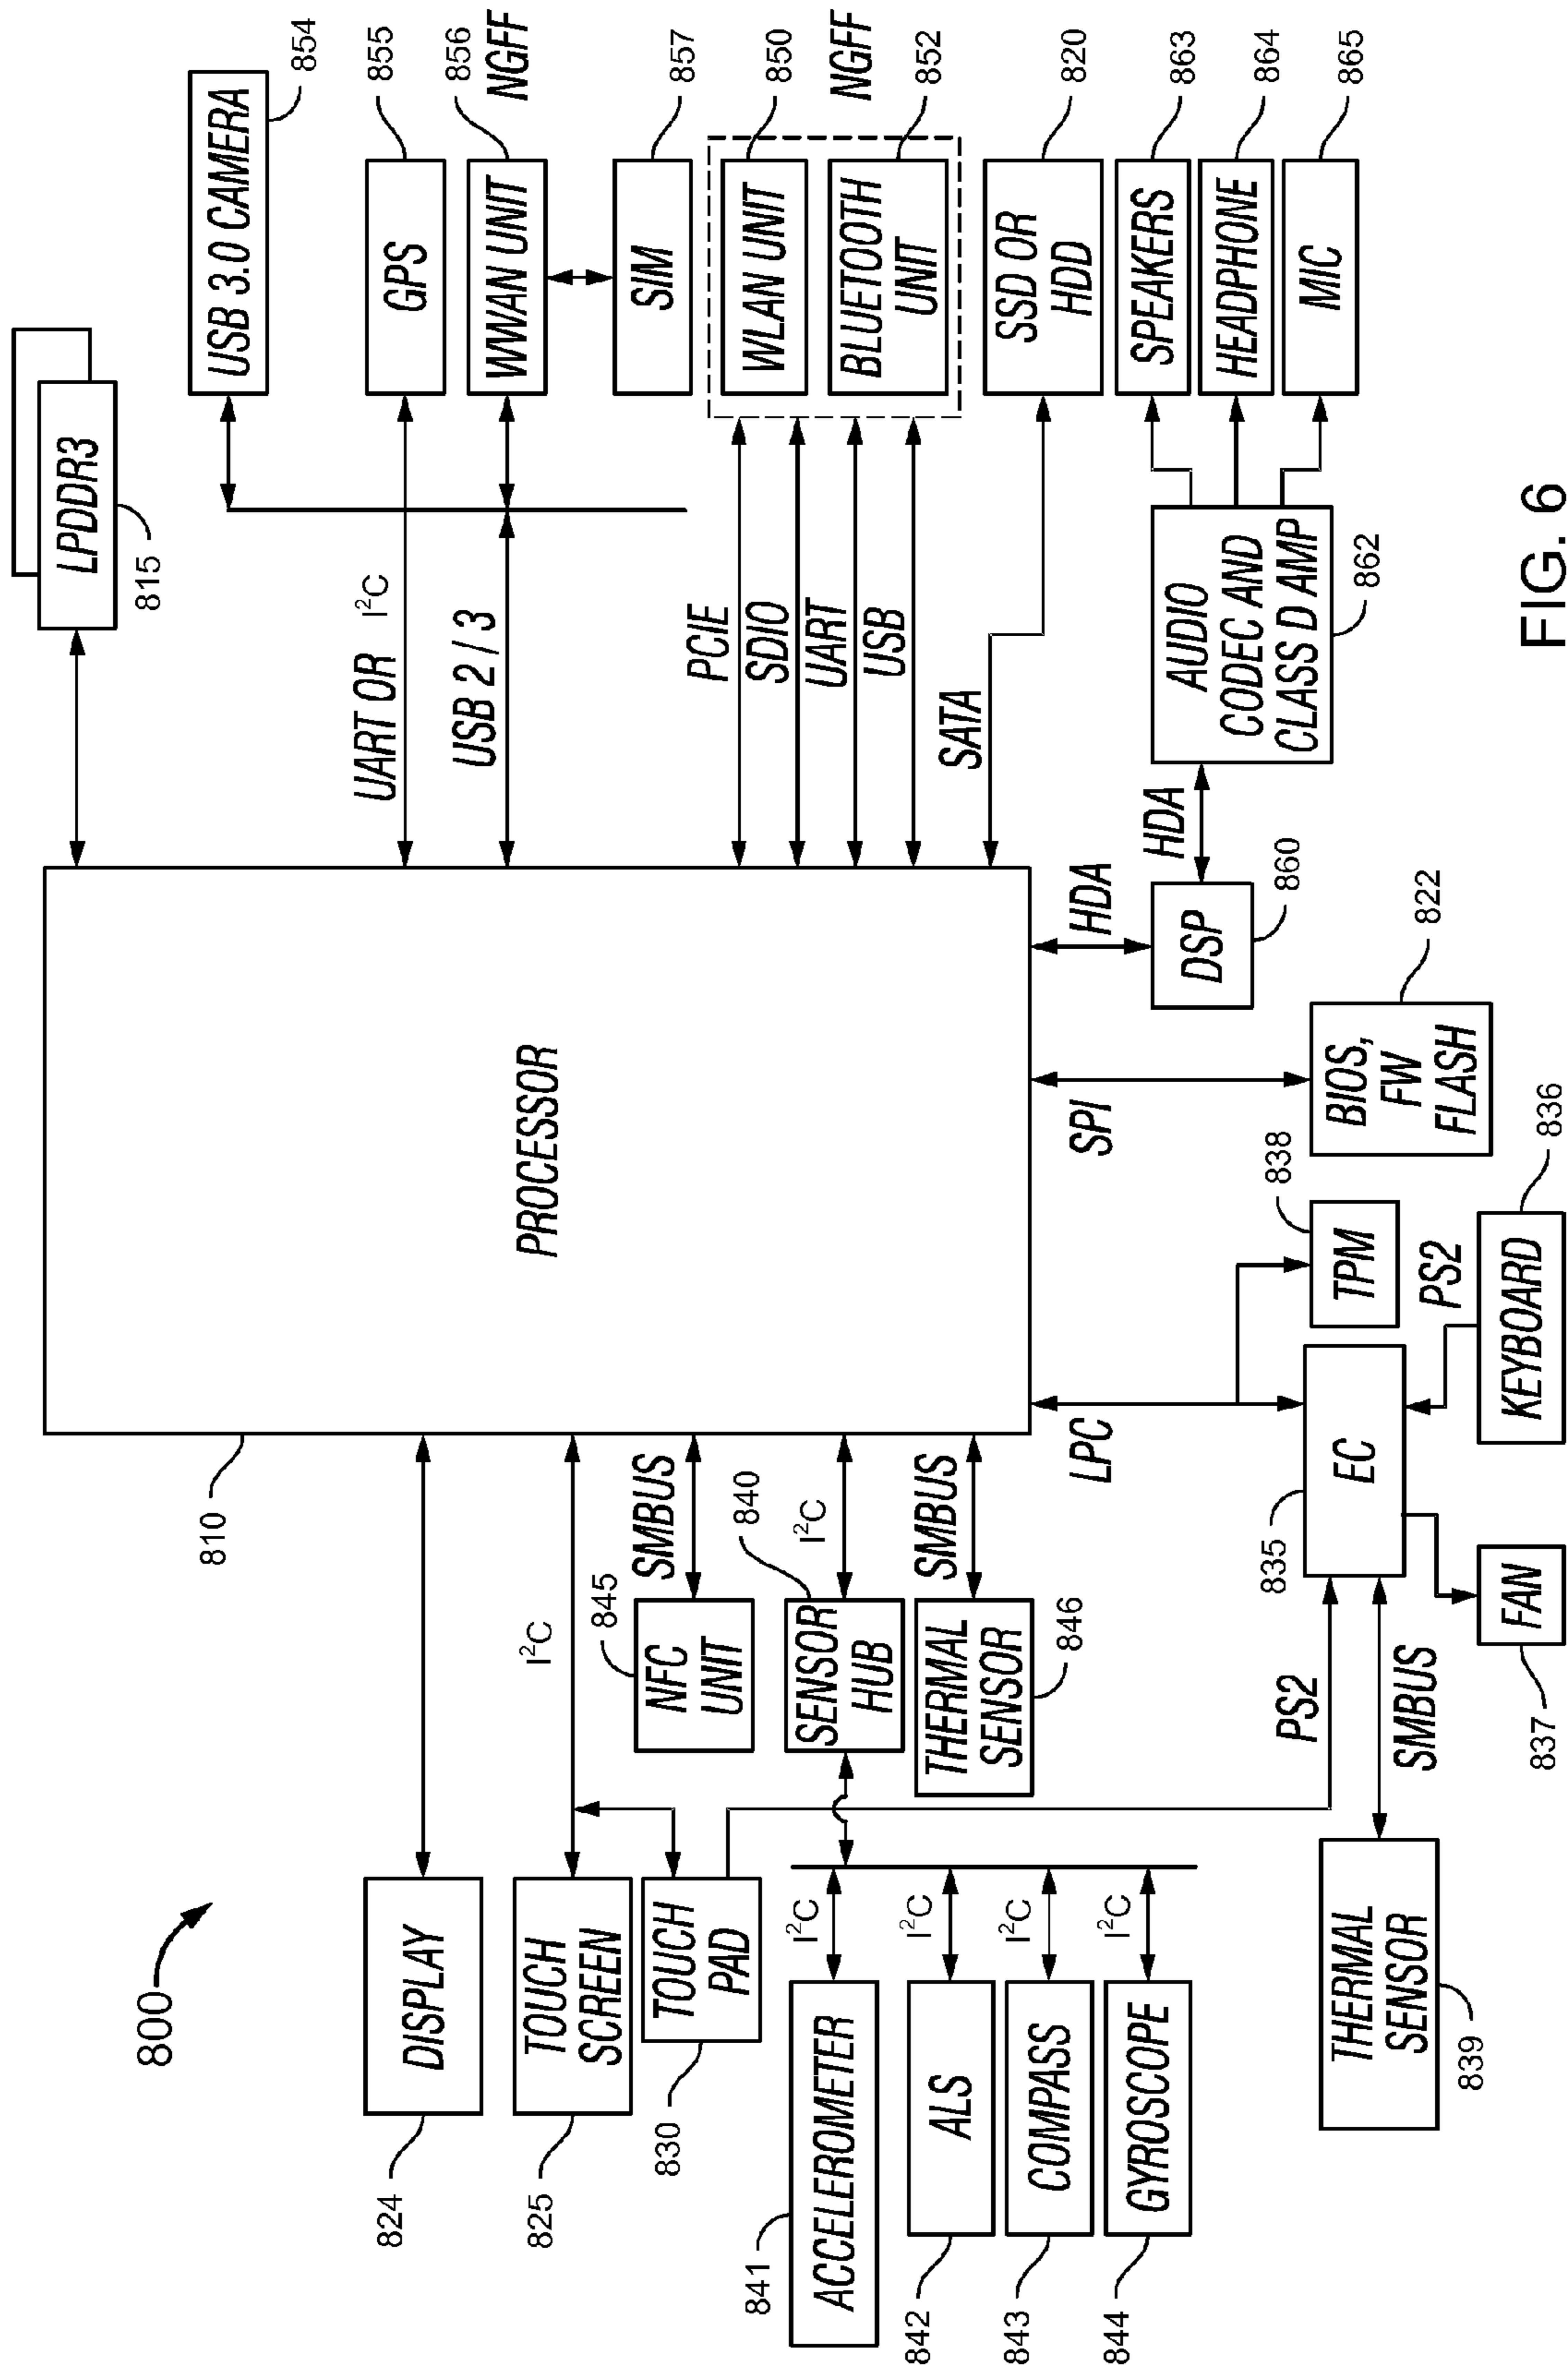 800
LPDDR3
815
USB 3.0 CAMERA
854
DISPLAY
824
PROCESSOR
810
UART OR I²C
GPS
855
USB 2 / 3
WWAN UNIT
856
NGFF
SIM
857
TOUCH
SCREEN
825
I²C
TOUCH
PAD
830
NFC
UNIT
845
SMBUS
SENSOR
HUB
840
I²C
THERMAL
SENSOR
846
SMBUS
PCIE
SDIO
UART
USB
WLAN UNIT
850
BLUETOOTH
UNIT
852
NGFF
SATA
SSD OR
HDD
820
ACCELEROMETER
841
I²C
ALS
842
I²C
COMPASS
843
I²C
GYROSCOPE
844
I²C
LPC
SPI
HDA
DSP
860
HDA
AUDIO
CODEC AND
CLASS D AMP
862
SPEAKERS
863
HEADPHONE
864
MIC
865
THERMAL
SENSOR
839
PS2
SMBUS
EC
835
TPM
838
BIOS,
FW
FLASH
822
FAN
837
PS2
KEYBOARD
836
FIG. 6